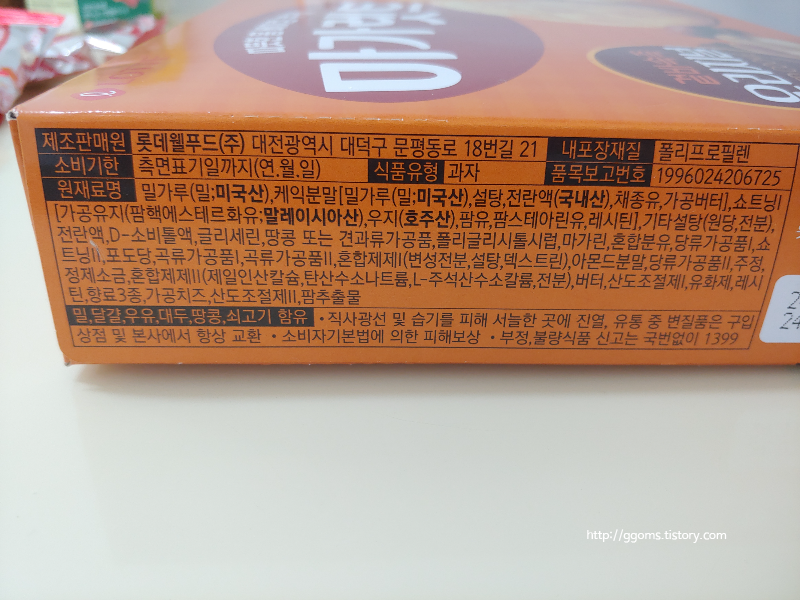 마가렛트
제조판매원 롯데웰푸드(주) 대전광역시 대덕구 문평동로 18번길 21 내포장재질 폴리프로필렌
소비기한 측면표기일까지(연.월.일) 식품유형 과자 품목보고번호 1996024206725
원재료명 밀가루(밀;미국산),케익분말[밀가루(밀;미국산),설탕,전란액(국내산),채종유,가공버터],쇼트닝I
[가공유지(팜핵에스테르화유;말레이시아산),우지(호주산),팜유,팜스테아린유,레시틴],기타설탕(원당,전분),
전란액,D-소비톨액,글리세린,땅콩 또는 견과류가공품,폴리글리시톨시럽,마가린,혼합분유,당류가공품I,쇼
트닝II,포도당,곡류가공품I,곡류가공품II,혼합제제I(변성전분,설탕,덱스트린),아몬드분말,당류가공품II,주정,
정제소금,혼합제제II(제일인산칼슘,탄산수소나트륨,L-주석산수소칼륨,전분),버터,산도조절제I,유화제,레시
틴,향료3종,가공치즈,산도조절제II,팜추출물
밀,달걀,우유,대두,땅콩,쇠고기 함유 •직사광선 및 습기를 피해 서늘한 곳에 진열, 유통 중 변질품은 구입
상점 및 본사에서 항상 교환 •소비자기본법에 의한 피해보상 •부정,불량식품 신고는 국번없이 1399
24
http://ggoms.tistory.com